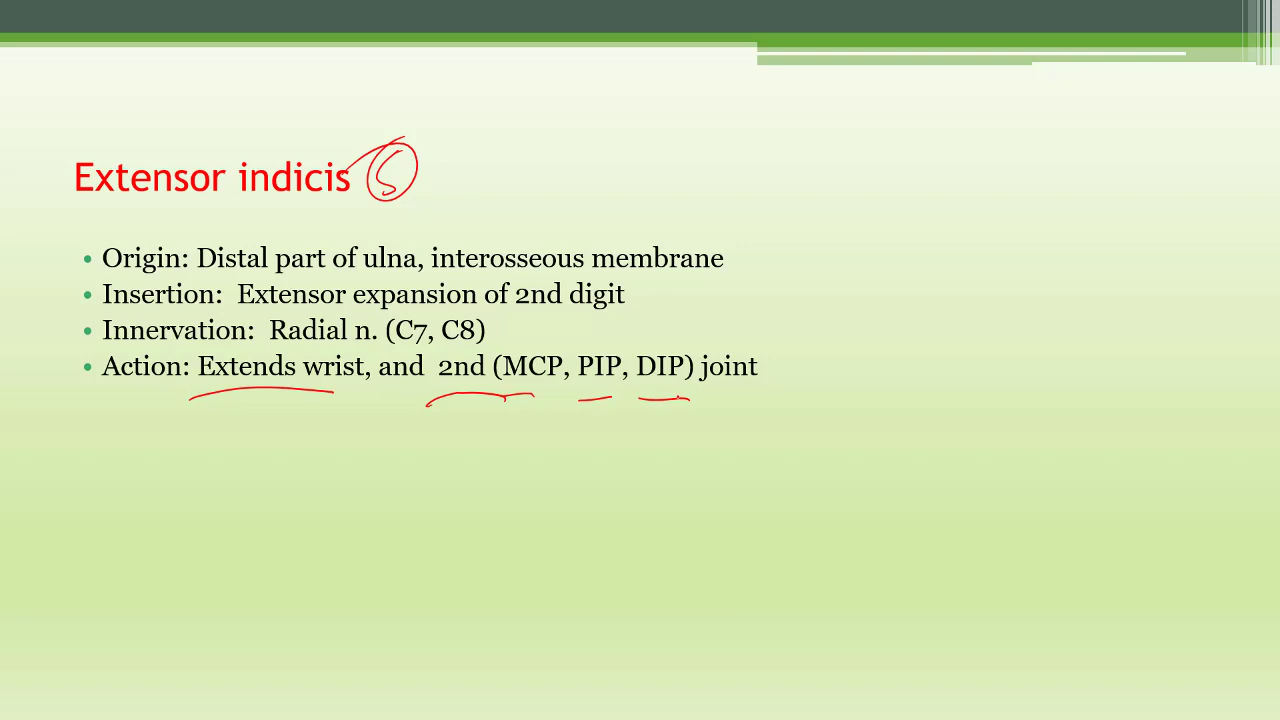 Extensor indicis 5
• Origin: Distal part of ulna, interosseous membrane
• Insertion:  Extensor expansion of 2nd digit
• Innervation:  Radial n. (C7, C8)
• Action: Extends wrist, and  2nd (MCP, PIP, DIP) joint